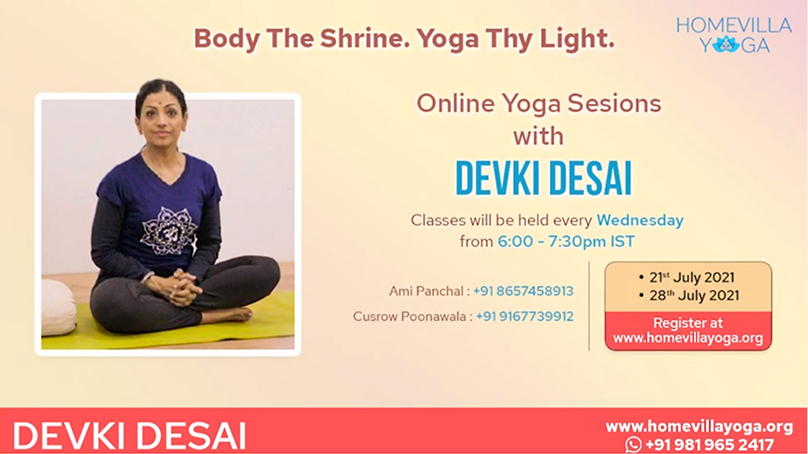 Body The Shrine. Yoga Thy Light.
HOMEVILLA
YOGA
Online Yoga Sesions
with
DEVKI DESAI
Classes will be held every Wednesday
from 6:00 - 7:30pm IST
Ami Panchal : +91 8657458913
Cusrow Poonawala : +91 9167739912
• 21st July 2021
• 28th July 2021
Register at
www.homevillayoga.org
DEVKI DESAI
www.homevillayoga.org
+91 981 965 2417